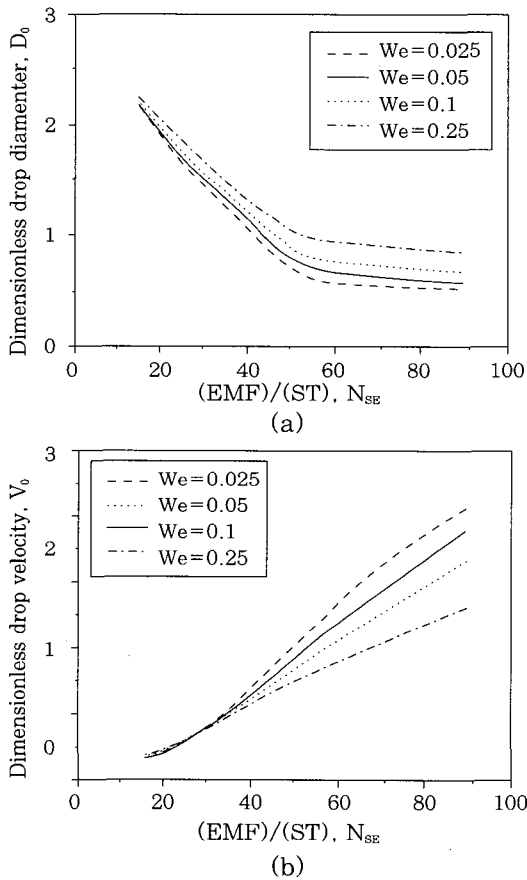 Dimensionless drop diamenter, D₀
3
2
1
0
We=0.025
We=0.05
We=0.1
We=0.25
0 20 40 60 80 100
(EMF)/(ST), N_SE
(a)
Dimensionless drop velocity, V₀
3
2
1
0
We=0.025
We=0.05
We=0.1
We=0.25
0 20 40 60 80 100
(EMF)/(ST), N_SE
(b)